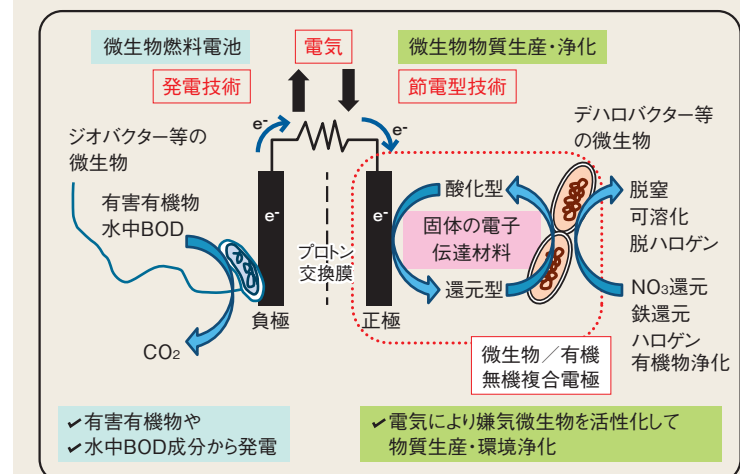 微生物燃料電池
電気
微生物物質生産・浄化
発電技術
節電型技術
e-
e-
ジオバクター等の
微生物
デハロバクター等
の微生物
有害有機物
水中BOD
e-
プロトン
交換膜
e-
酸化型
固体の電子
伝達材料
還元型
脱窒
可溶化
脱ハロゲン
NO₃還元
鉄還元
ハロゲン
有機物浄化
負極
正極
CO₂
微生物／有機
無機複合電極
✔有害有機物や
✔水中BOD成分から発電
✔電気により嫌気微生物を活性化して
物質生産・環境浄化